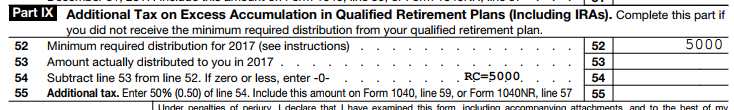 Part IX Additional Tax on Excess Accumulation in Qualified Retirement Plans (Including IRAs). Complete this part if
you did not receive the minimum required distribution from your qualified retirement plan.
52 Minimum required distribution for 2017 (see instructions) . . . . . . . . . . . . . 52 5000
53 Amount actually distributed to you in 2017 . . . . . . . . . . . . . . . . . 53
54 Subtract line 53 from line 52. If zero or less, enter -0- . . . . . . . RC=5000 . . . . 54
55 Additional tax. Enter 50% (0.50) of line 54. Include this amount on Form 1040, line 59, or Form 1040NR, line 57 55
Under penalties of perjury, I declare that I have examined this form, including accompanying attachments, and to the best of my